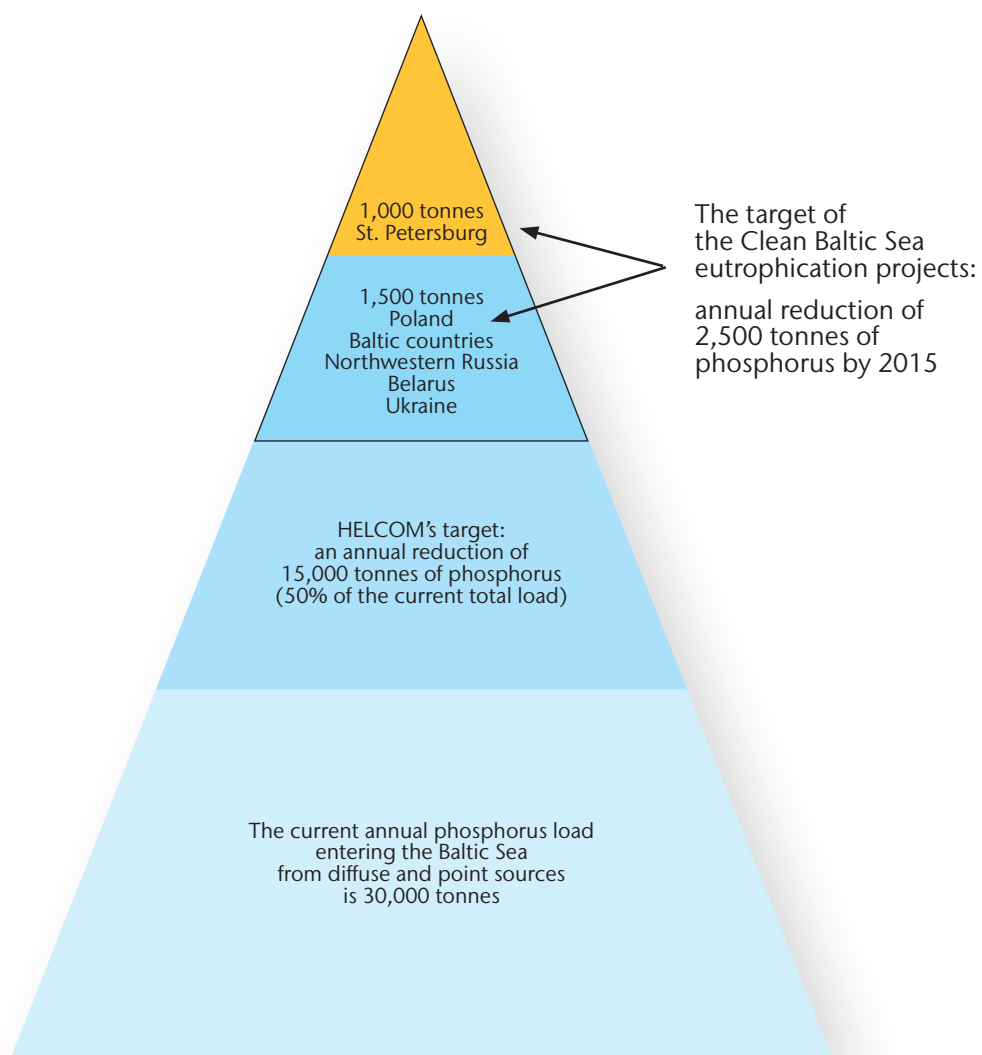 1,000 tonnes
St. Petersburg
The target of
the Clean Baltic Sea
eutrophication projects:
annual reduction of
2,500 tonnes of
phosphorus by 2015
1,500 tonnes
Poland
Baltic countries
Northwestern Russia
Belarus
Ukraine
HELCOM’s target:
an annual reduction of
15,000 tonnes of phosphorus
(50% of the current total load)
The current annual phosphorus load
entering the Baltic Sea
from diffuse and point sources
is 30,000 tonnes